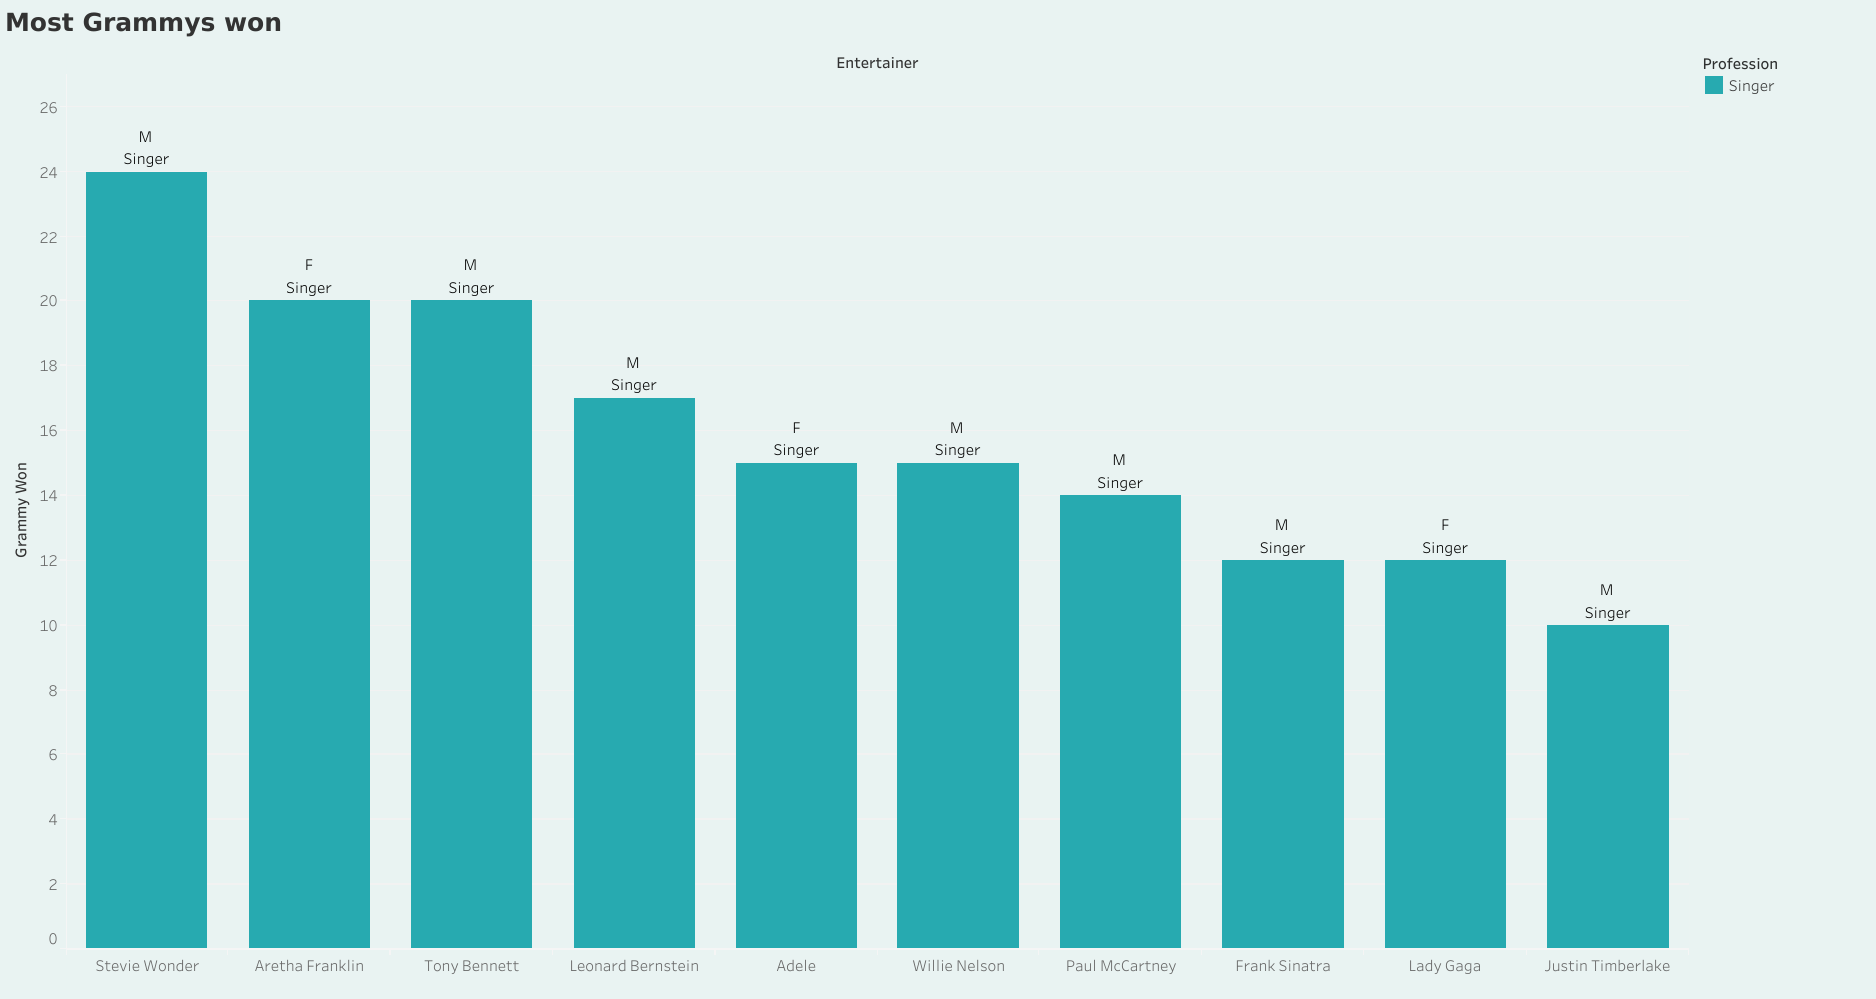 Most Grammys won
Entertainer
Profession
Singer
Grammy Won
26
24
22
20
18
16
14
12
10
8
6
4
2
0
M
Singer
F
Singer
M
Singer
M
Singer
F
Singer
M
Singer
M
Singer
M
Singer
F
Singer
M
Singer
Stevie Wonder
Aretha Franklin
Tony Bennett
Leonard Bernstein
Adele
Willie Nelson
Paul McCartney
Frank Sinatra
Lady Gaga
Justin Timberlake